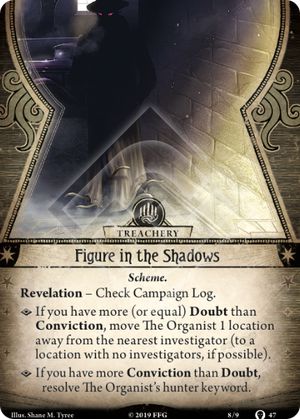 TREACHERY
Figure in the Shadows
Scheme.
Revelation – Check Campaign Log.
If you have more (or equal) Doubt than
Conviction, move The Organist 1 location
away from the nearest investigator (to a
location with no investigators, if possible).
If you have more Conviction than Doubt,
resolve The Organist's hunter keyword.
Illus. Shane M. Tyree
© 2019 FFG
8/9
47